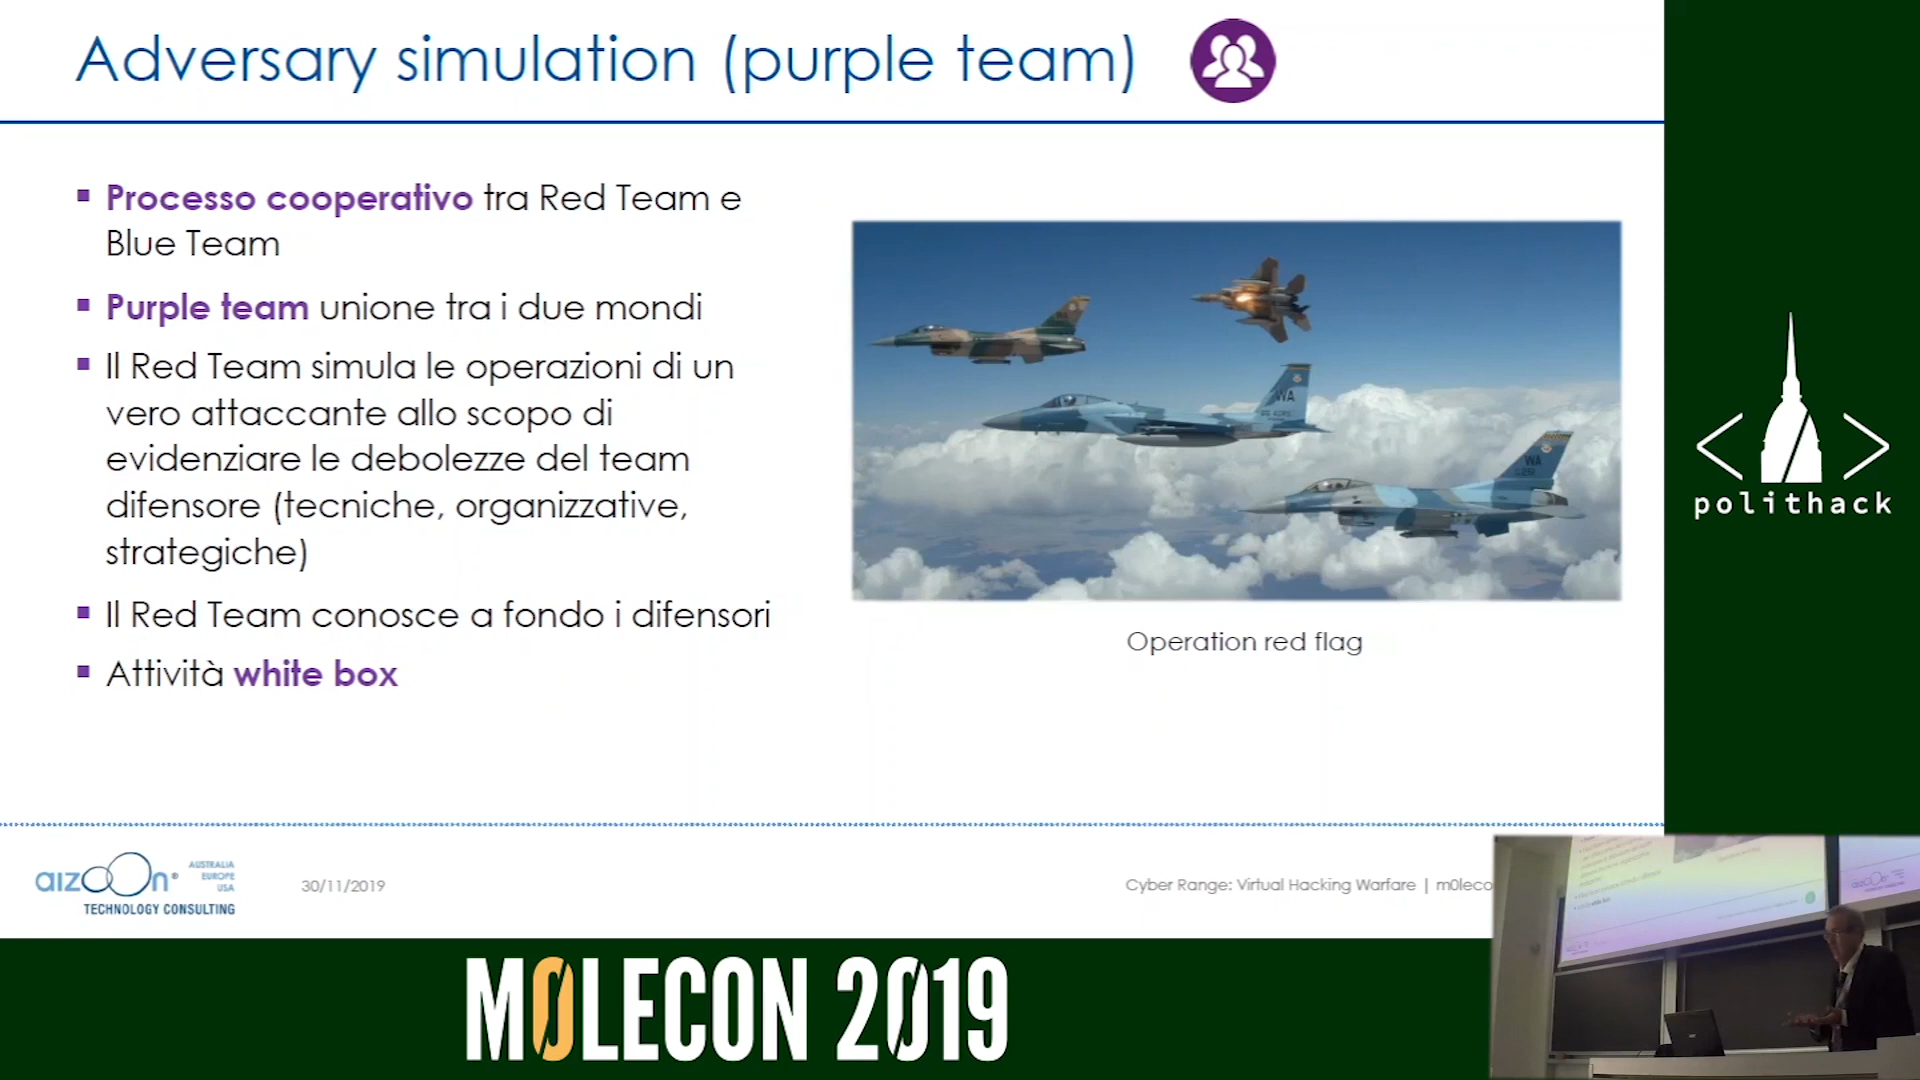 Adversary simulation (purple team)
Processo cooperativo tra Red Team e
Blue Team
Purple team unione tra i due mondi
Il Red Team simula le operazioni di un
vero attaccante allo scopo di
evidenziare le debolezze del team
difensore (tecniche, organizzative,
strategiche)
Il Red Team conosce a fondo i difensori
Attività white box
WA
WA
Operation red flag
polithack
aizoOn®
AUSTRALIA
EUROPE
USA
TECHNOLOGY CONSULTING
30/11/2019
Cyber Range: Virtual Hacking Warfare | m0leco
M0LECON 2019